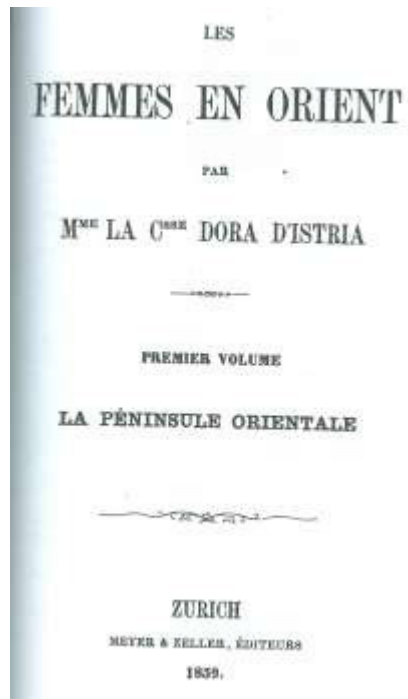 LES
FEMMES EN ORIENT
PAR
MME LA CSSE DORA D'ISTRIA
PREMIER VOLUME
LA PÉNINSULE ORIENTALE
ZURICH
MEYER & ZELLER, ÉDITEURS
1859.